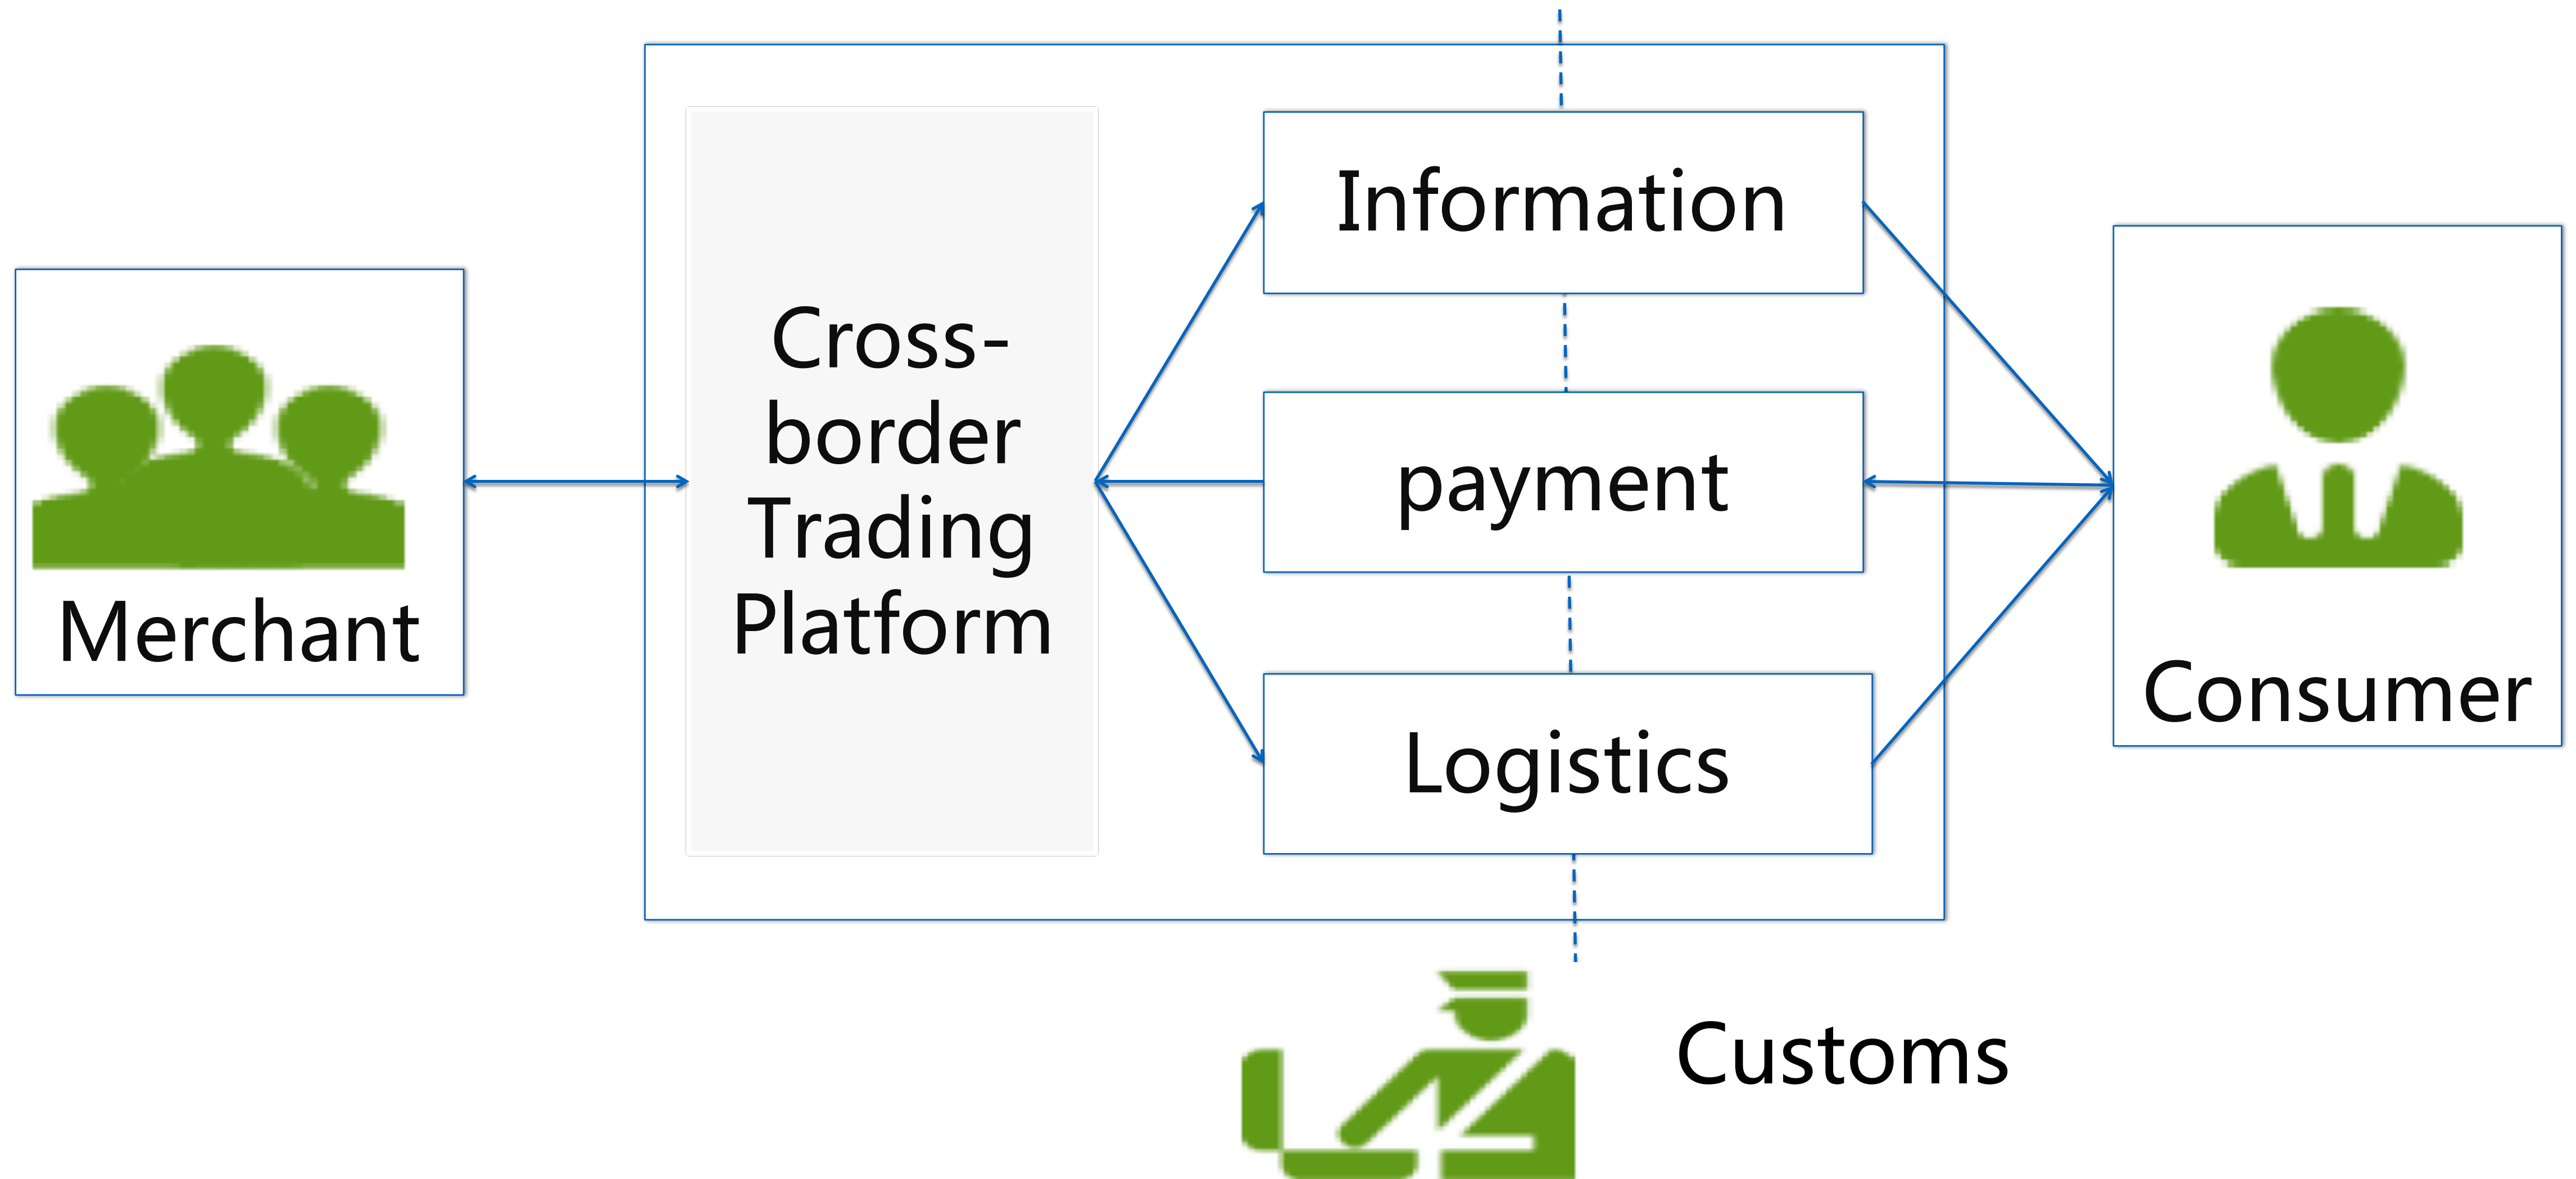 Merchant
Cross-
border
Trading
Platform
Information
payment
Logistics
Consumer
Customs